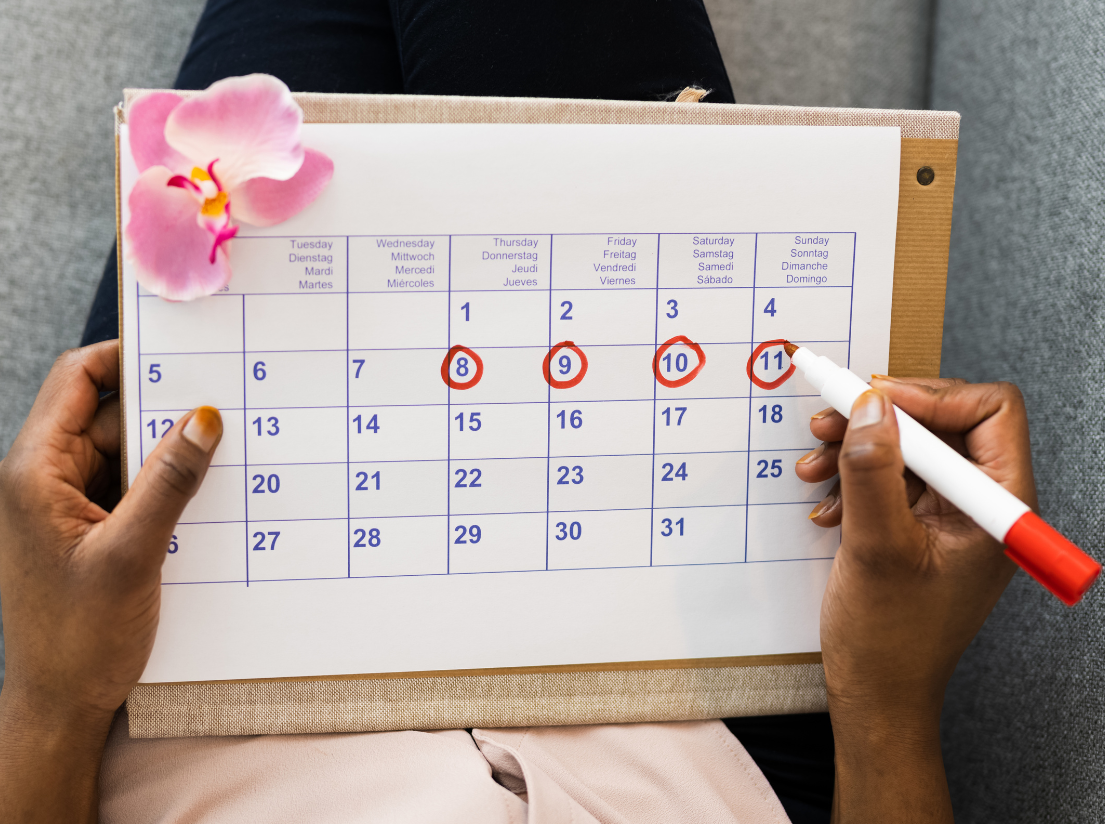 Tuesday Wednesday Thursday Friday Saturday Sunday
Dienstag Mittwoch Donnerstag Freitag Samstag Sonntag
Mardi Mercedi Jeudi Vendredi Samedi Dimanche
Martes Miércoles Jueves Viernes Sábado Domingo
1 2 3 4
5 6 7 8 9 10 11
12 13 14 15 16 17 18
20 21 22 23 24 25
27 28 29 30 31